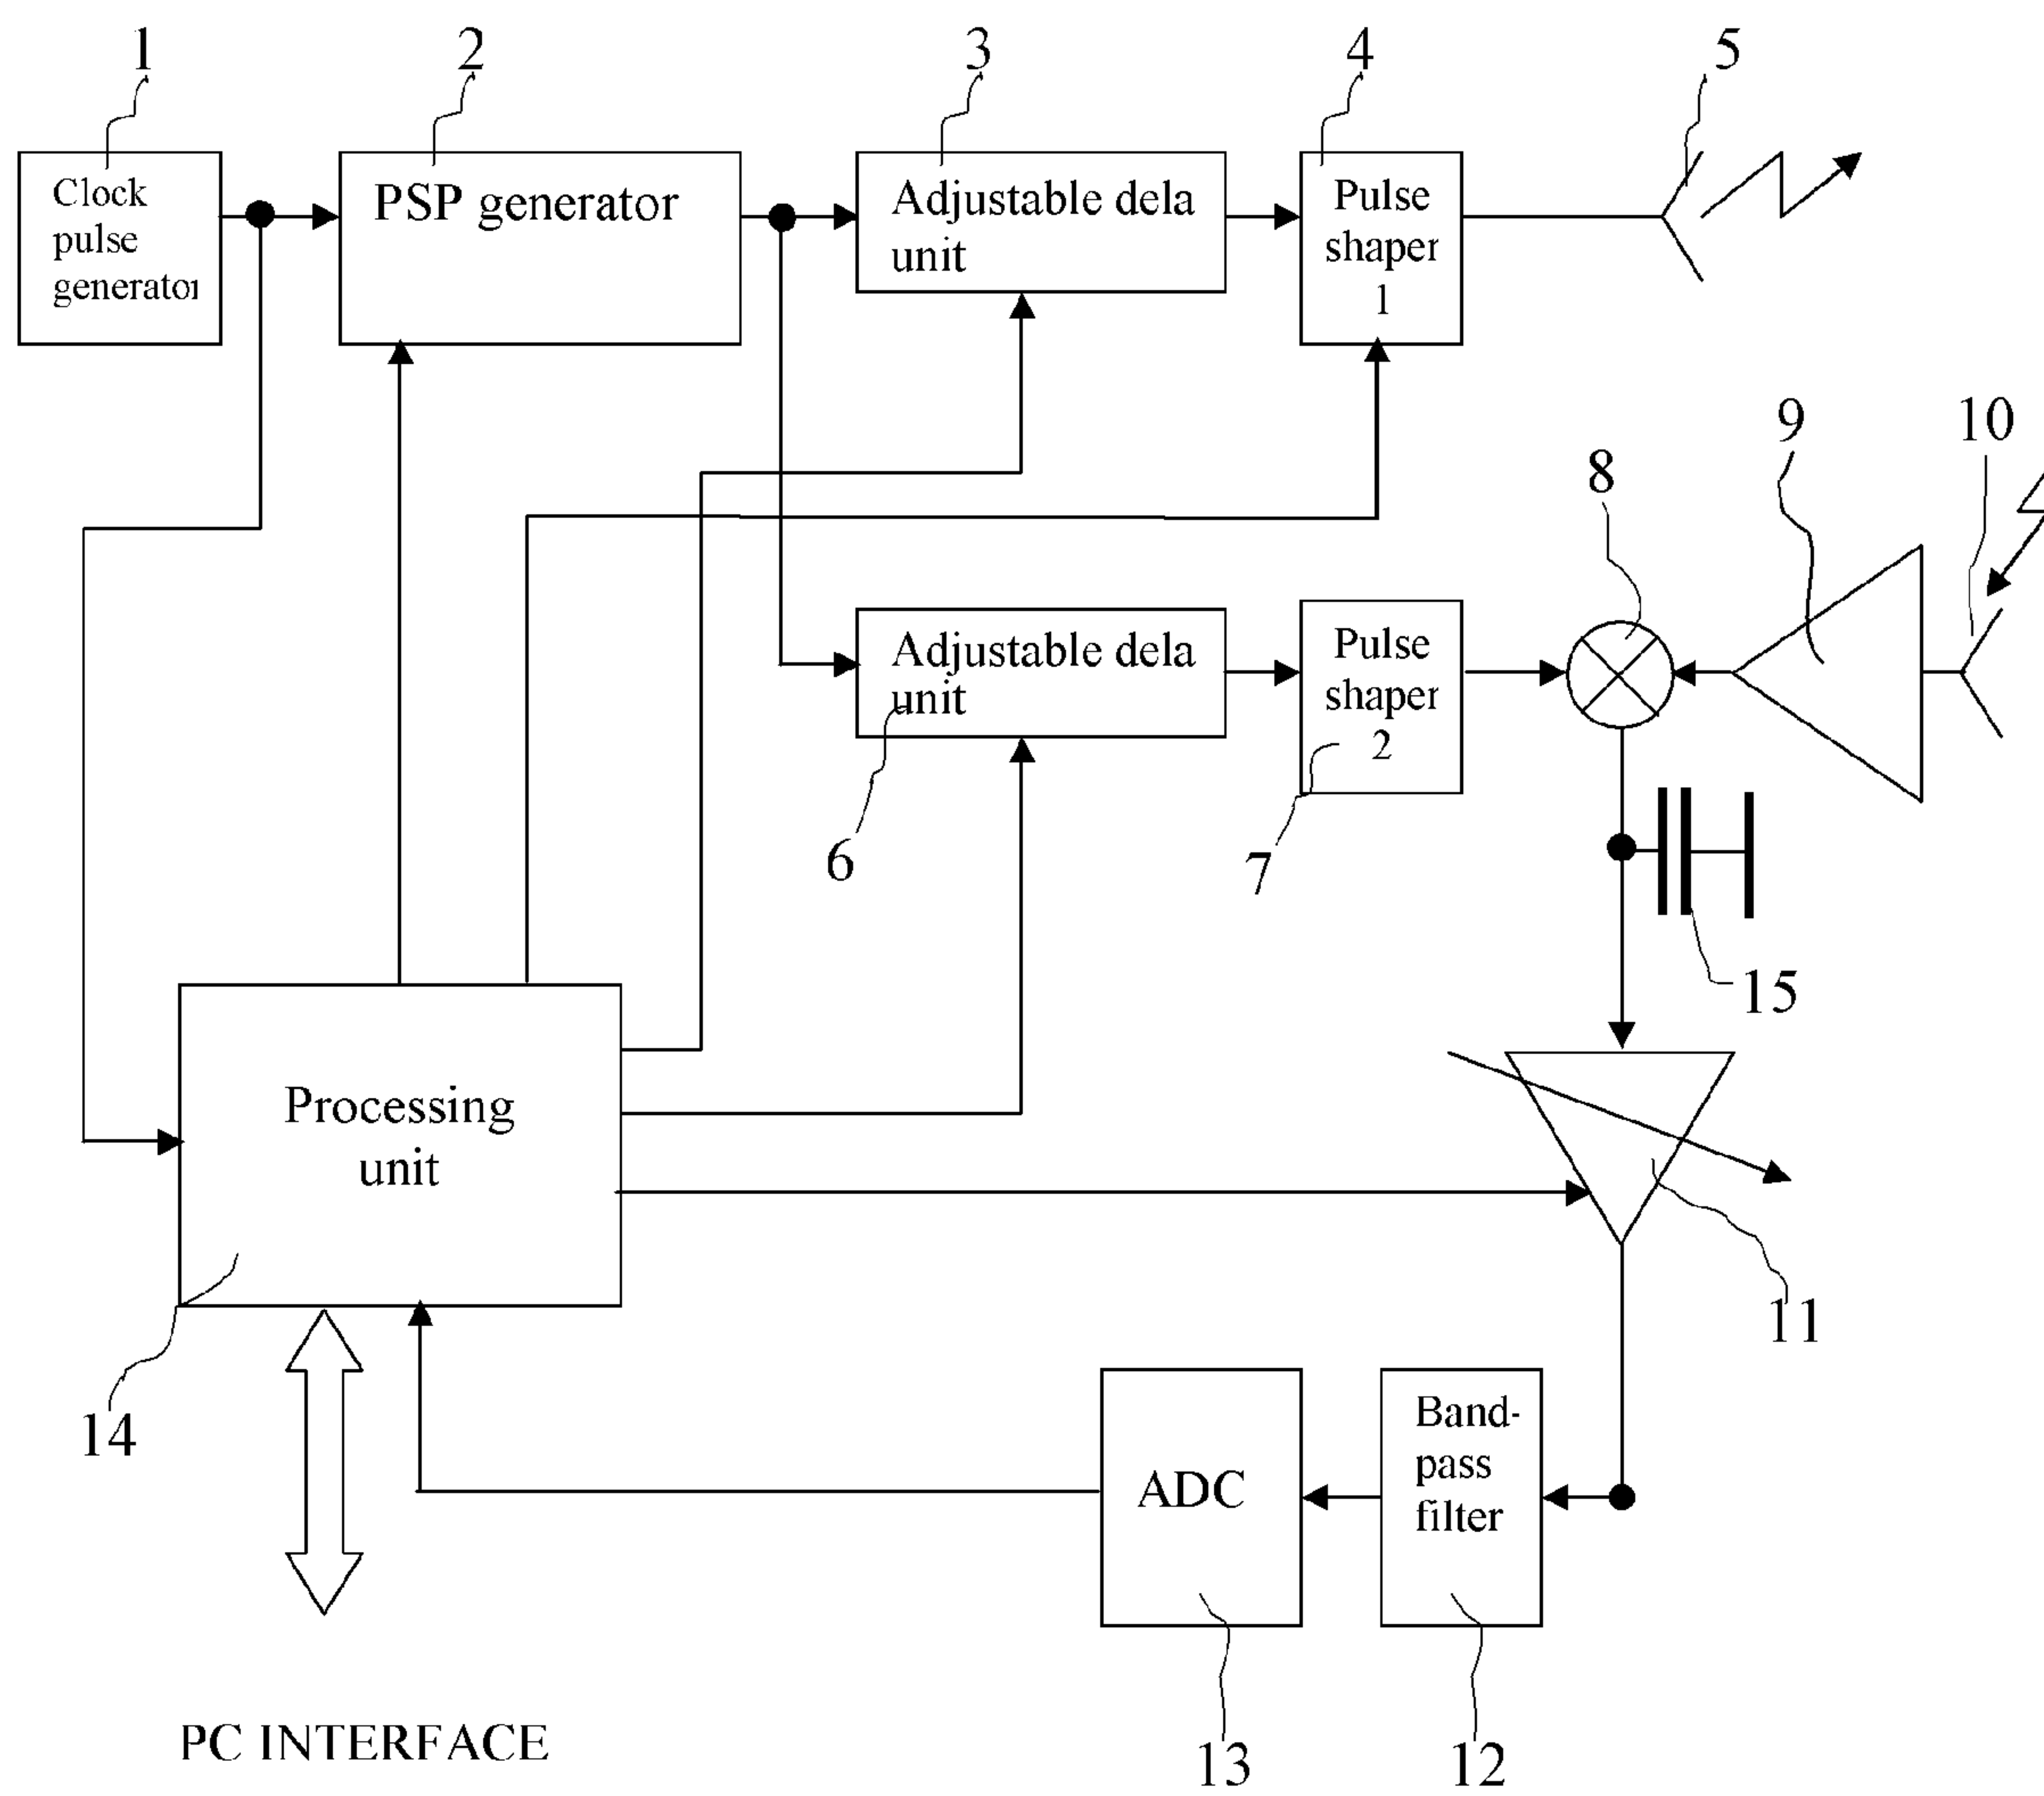 1
2
3
4
5
Clock
pulse
generator
PSP generator
Adjustable dela
unit
Pulse
shaper
1
8
9
10
Adjustable dela
unit
6
Pulse
shaper
2
7
15
Processing
unit
14
11
ADC
13
Band-
pass
filter
12
PC INTERFACE